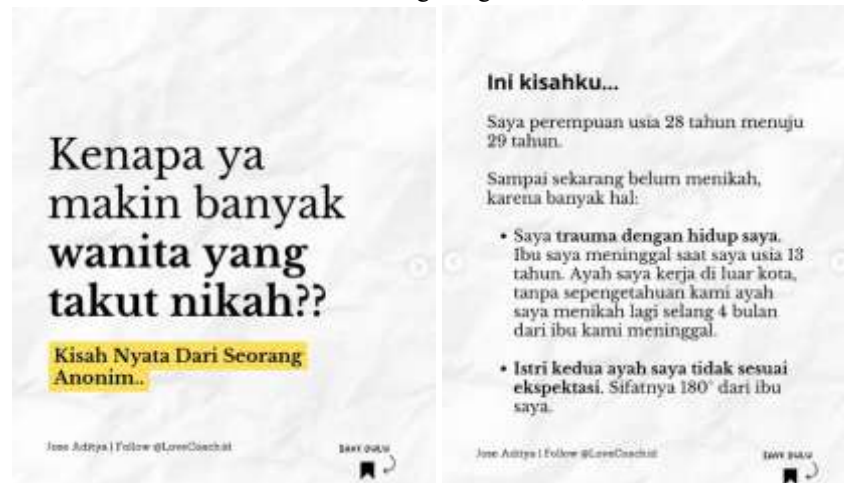 Kenapa ya
makin banyak
wanita yang
takut nikah??
Kisah Nyata Dari Seorang
Anonim..
Jose Aditya | Follow @LoveCoach.id
SAVE DULU
Ini kisahku...
Saya perempuan usia 28 tahun menuju
29 tahun.
Sampai sekarang belum menikah,
karena banyak hal:
• Saya trauma dengan hidup saya.
Ibu saya meninggal saat saya usia 13
tahun. Ayah saya kerja di luar kota,
tanpa sepengetahuan kami ayah
saya menikah lagi selang 4 bulan
dari ibu kami meninggal.
• Istri kedua ayah saya tidak sesuai
ekspektasi. Sifatnya 180° dari ibu
saya.
Jose Aditya | Follow @LoveCoach.id
SAVE DULU